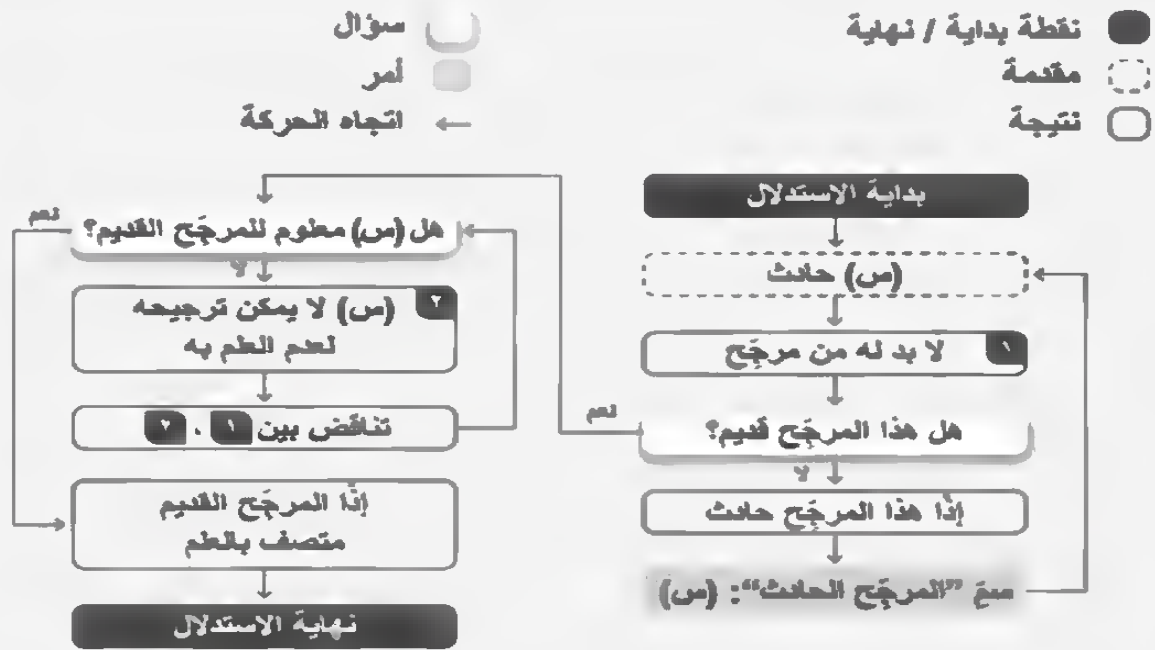 نقطة بداية / نهاية
مقدمة
نتيجة
سؤال
أمر
اتجاه الحركة
بداية الاستدلال
(س) حادث
١ لا بد له من مرجِّح
هل هذا المرجِّح قديم؟
نعم
لا
إذًا هذا المرجِّح حادث
سمِّ "المرجِّح الحادث": (س)
هل (س) معلوم للمرجِّح القديم؟
نعم
لا
٢ (س) لا يمكن ترجيحه
لعدم العلم به
تناقض بين ١ ، ٢
إذًا المرجِّح القديم
متصف بالعلم
نهاية الاستدلال